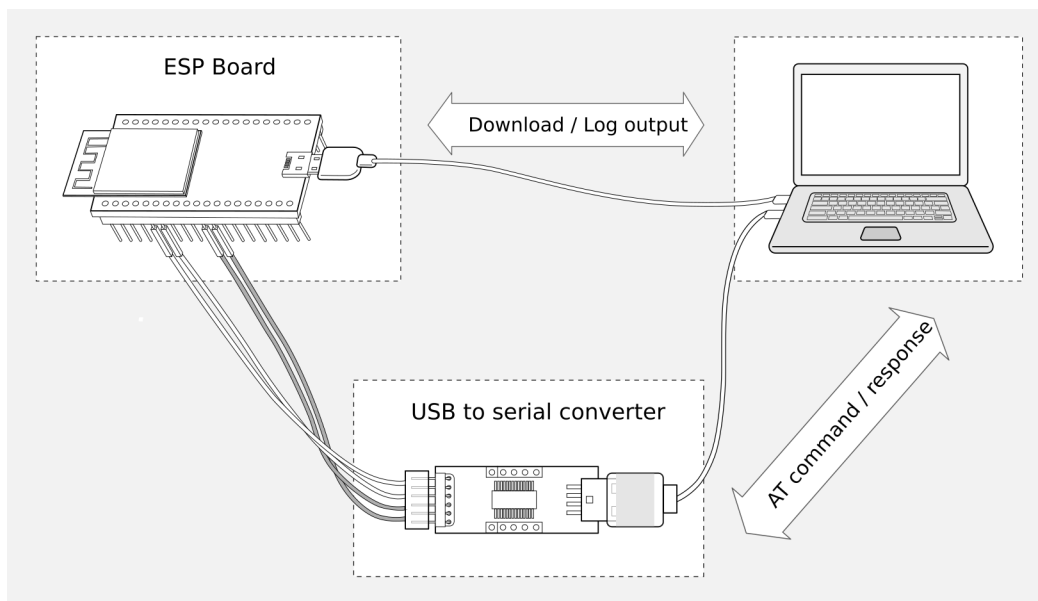 ESP Board
Download / Log output
USB to serial converter
AT command / response